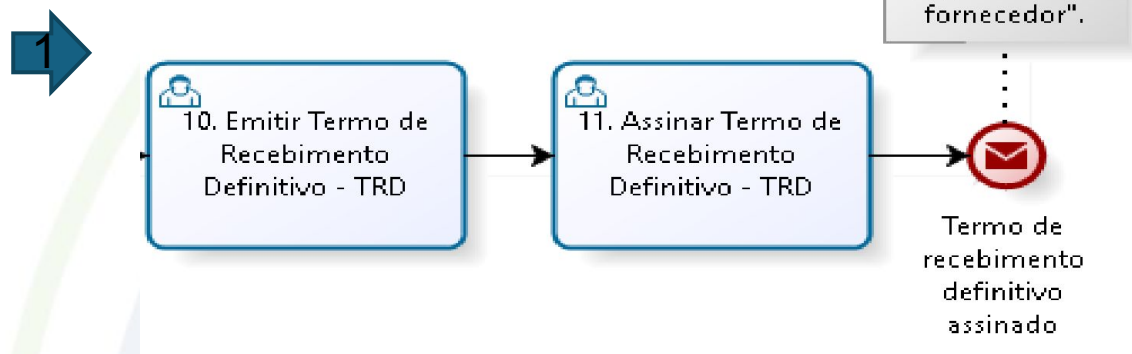 fornecedor".
1
10. Emitir Termo de
Recebimento
Definitivo - TRD
11. Assinar Termo de
Recebimento
Definitivo - TRD
Termo de
recebimento
definitivo
assinado